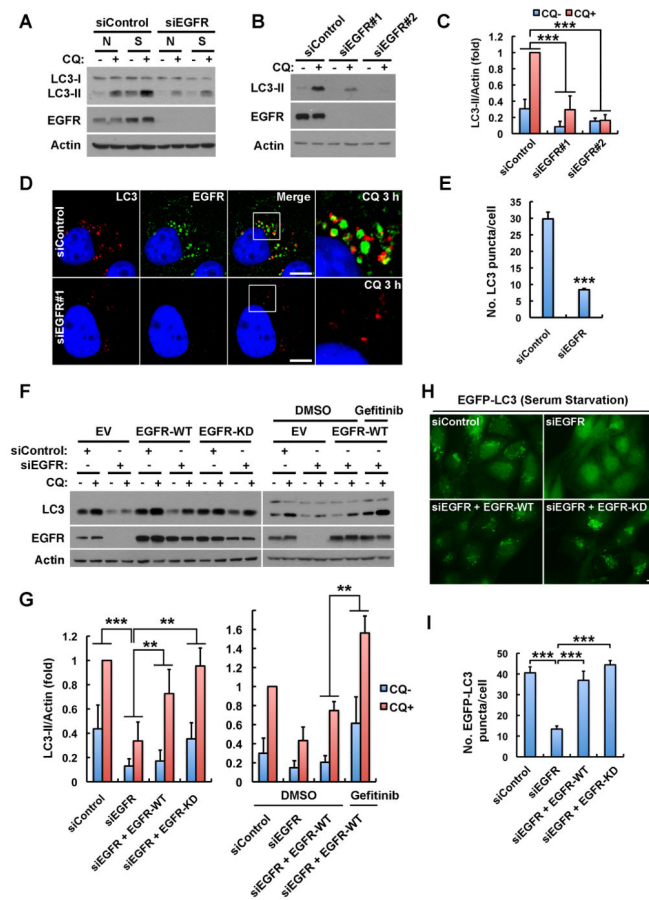 A
siControl siEGFR
N S N S
CQ: - + - + - + - +
LC3-I
LC3-II
EGFR
Actin
B
siControl
siEGFR#1
siEGFR#2
CQ: - + - + - +
LC3-II
EGFR
Actin
C
CQ- CQ+
***
***
LC3-II/Actin (fold)
1
0.8
0.6
0.4
0.2
0
siControl
siEGFR#1
siEGFR#2
D
LC3 EGFR Merge CQ 3 h
siControl
CQ 3 h
siEGFR#1
E
No. LC3 puncta/cell
35
30
25
20
15
10
5
0
***
siControl
siEGFR
F
DMSO Gefitinib
EV EGFR-WT EGFR-KD EV EGFR-WT
siControl: + - + - + - + - -
siEGFR: - + - + - + - + + +
CQ: - + - + - + - + - + - + - + - + - + - +
LC3
EGFR
Actin
G
LC3-II/Actin (fold)
1.2
1
0.8
0.6
0.4
0.2
0
*** **
**
siControl
siEGFR
siEGFR + EGFR-WT
siEGFR + EGFR-KD
1.6
1.4
1.2
1
0.8
0.6
0.4
0.2
0
**
CQ-
CQ+
siControl
siEGFR
siEGFR + EGFR-WT
siEGFR + EGFR-WT
DMSO Gefitinib
H
EGFP-LC3 (Serum Starvation)
siControl siEGFR
siEGFR + EGFR-WT siEGFR + EGFR-KD
I
No. EGFP-LC3
puncta/cell
50
40
30
20
10
0
***
*** ***
siControl
siEGFR
siEGFR + EGFR-WT
siEGFR + EGFR-KD